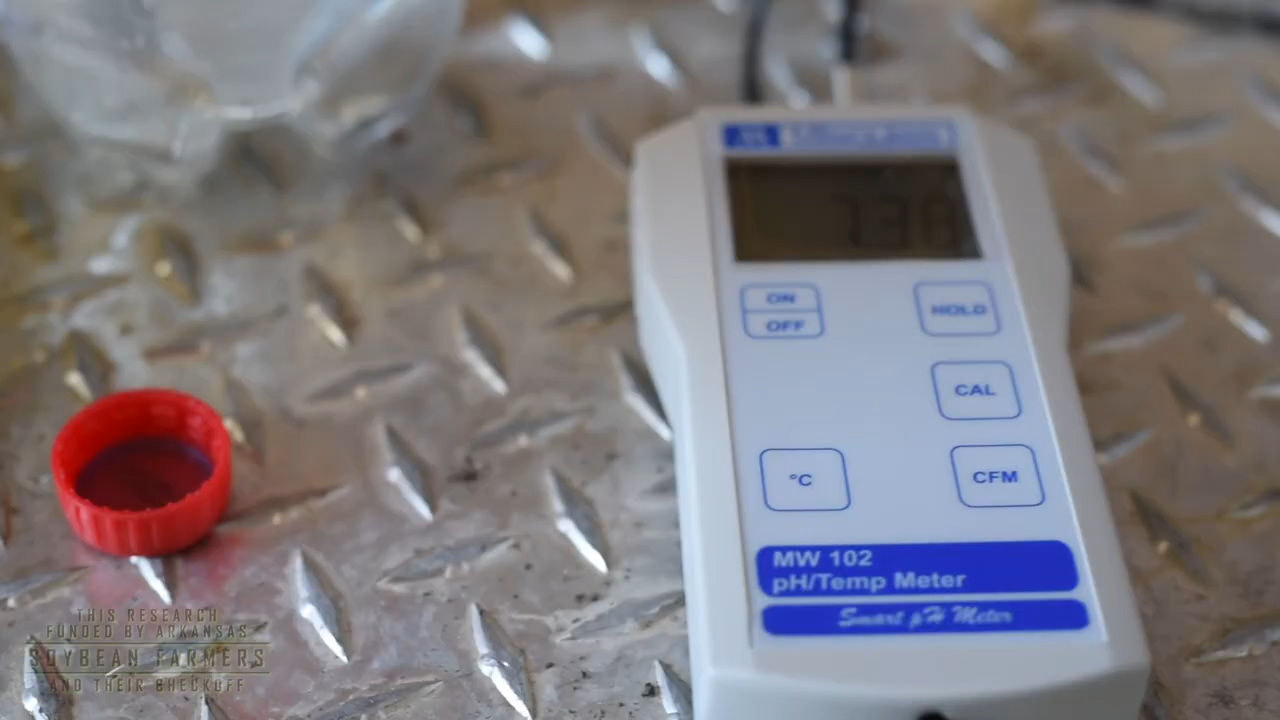 ON
OFF
HOLD
CAL
°C
CFM
MW 102
pH/Temp Meter
Smart pH Meter
THIS RESEARCH
FUNDED BY ARKANSAS
SOYBEAN FARMERS
AND THEIR CHECKOFF